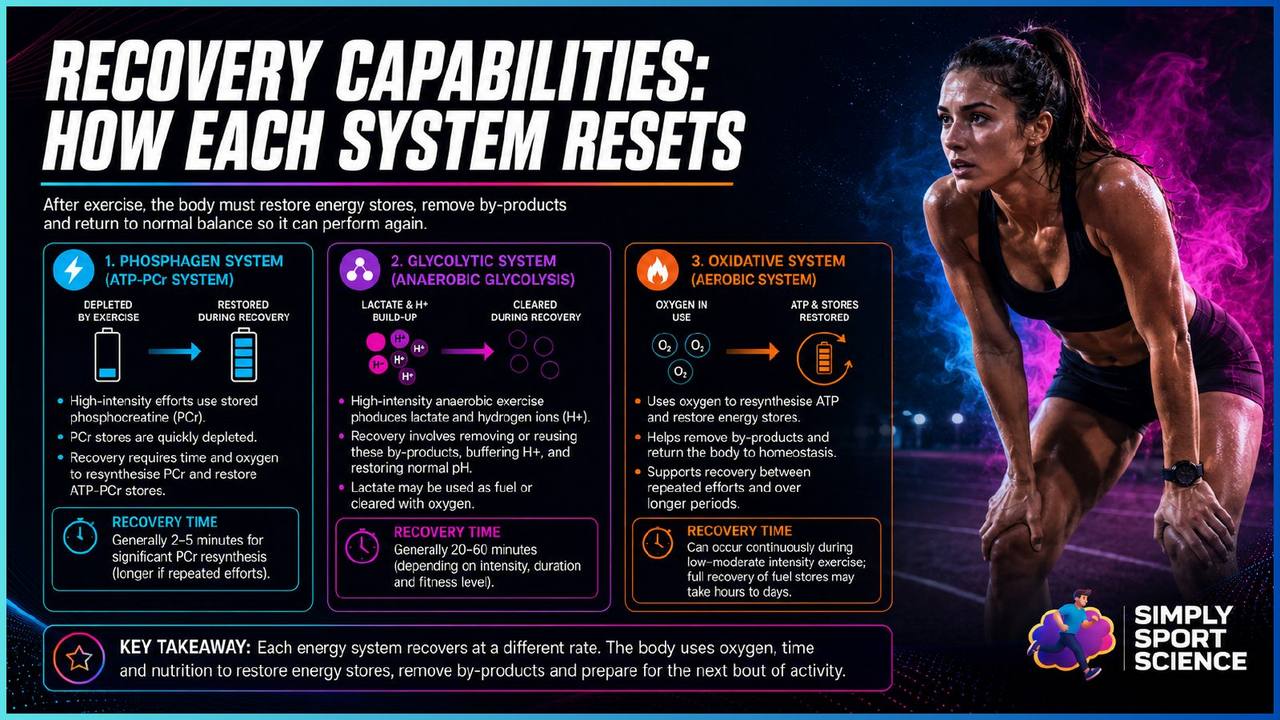 RECOVERY CAPABILITIES:
HOW EACH SYSTEM RESETS
After exercise, the body must restore energy stores, remove by-products
and return to normal balance so it can perform again.
1. PHOSPHAGEN SYSTEM
(ATP-PCr SYSTEM)
DEPLETED
BY EXERCISE
RESTORED
DURING RECOVERY
• High-intensity efforts use stored
phosphocreatine (PCr).
• PCr stores are quickly depleted.
• Recovery requires time and oxygen
to resynthesise PCr and restore
ATP-PCr stores.
RECOVERY TIME
Generally 2–5 minutes for
significant PCr resynthesis
(longer if repeated efforts).
2. GLYCOLYTIC SYSTEM
(ANAEROBIC GLYCOLYSIS)
LACTATE & H+
BUILD-UP
CLEARED
DURING RECOVERY
H+
H+
H–
H+
H+
• High-intensity anaerobic exercise
phoduces lactate and hydrogen ions (H+).
• Recovery involves removing or reusing
these by-products, buffering H+, and
restoring normal pH.
• Lactate may be used as fuel or
cleared with oxygen.
RECOVERY TIME
Generally 20–60 minutes
(depending on intensity, duration
and fitness level).
3. OXIDATIVE SYSTEM
(AEROBIC SYSTEM)
OXYGEN IN
USE
ATP & STORES
RESTORED
O₂ O₂
O₂
• Uses oxygen to resynthesise ATP
and restore energy stores.
• Helps remove by-products and
return the body to homeostasis.
• Supports recovery between
repeated efforts and over
longer periods.
RECOVERY TIME
Can occur continuously during
low–moderate intensity exercise;
full recovery of fuel stores may
take hours to days.
KEY TAKEAWAY: Each energy system recovers at a different rate. The body uses oxygen, time
and nutrition to restore energy stores, remove by-products and prepare for the next bout of activity.
SIMPLY
SPORT
SCIENCE